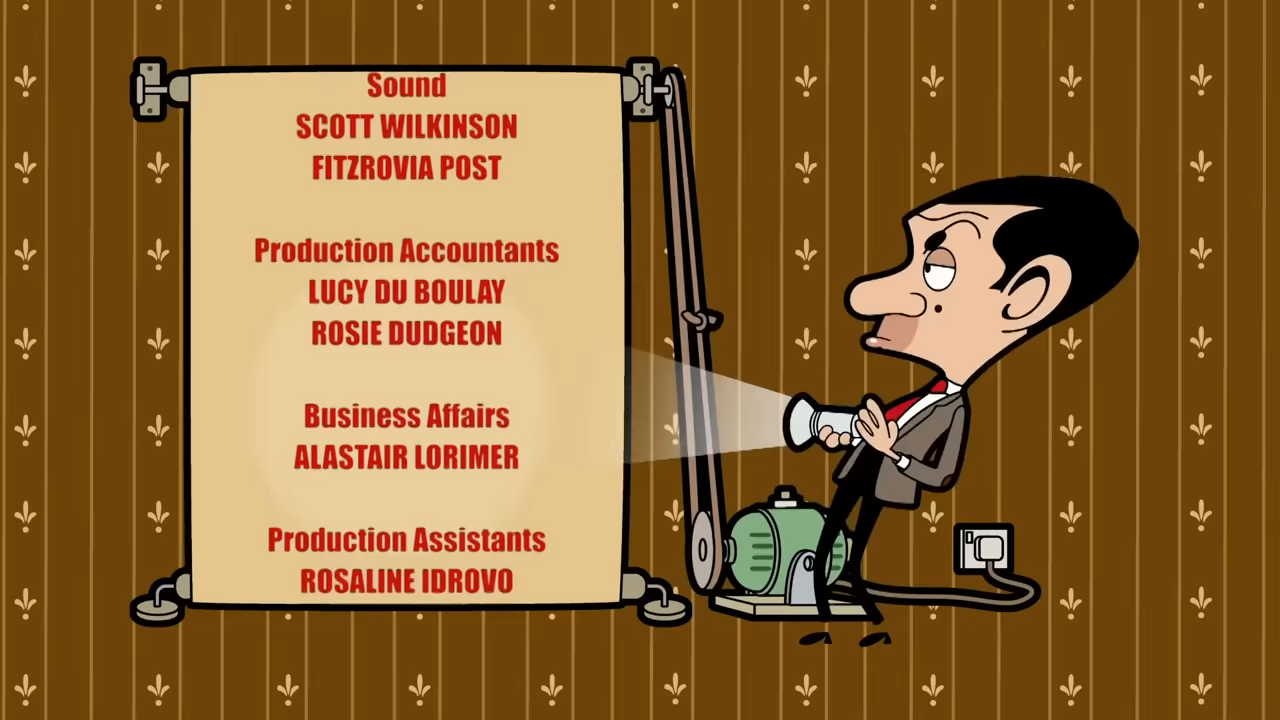 Sound
SCOTT WILKINSON
FITZROVIA POST
Production Accountants
LUCY DU BOULAY
ROSIE DUDGEON
Business Affairs
ALASTAIR LORIMER
Production Assistants
ROSALINE IDROVO